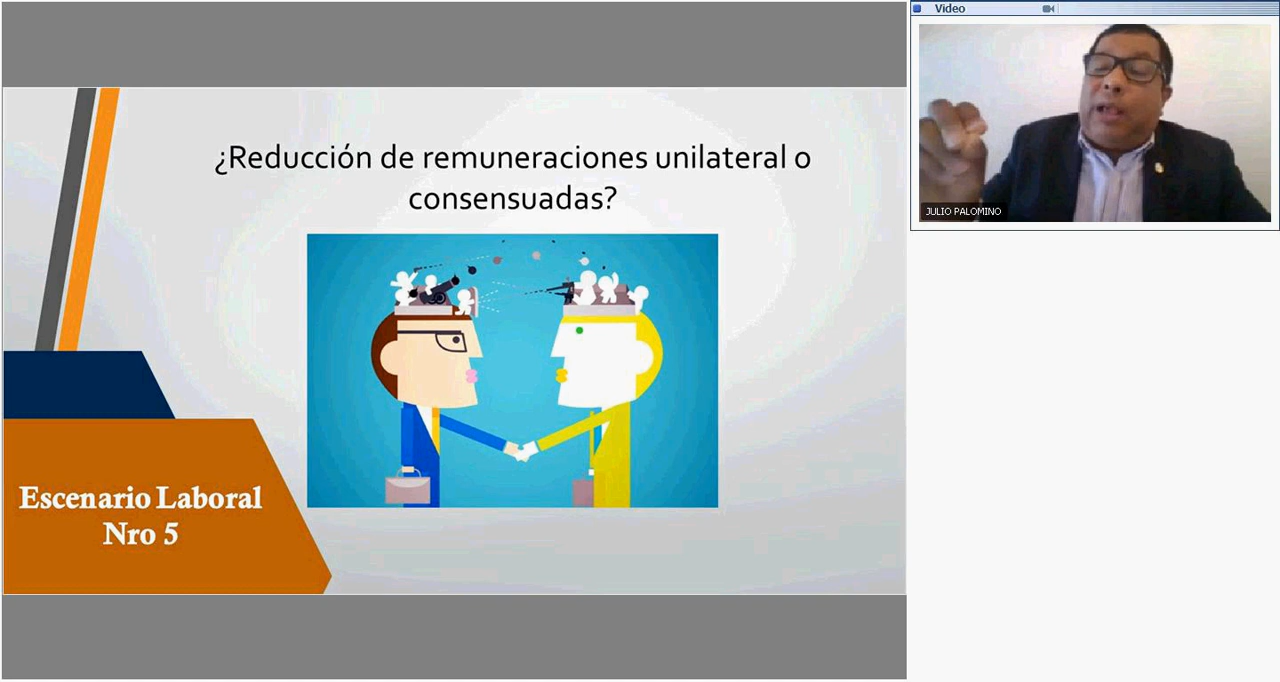 ¿Reducción de remuneraciones unilateral o
consensuadas?
Escenario Laboral
Nro 5
Video
JULIO PALOMINO